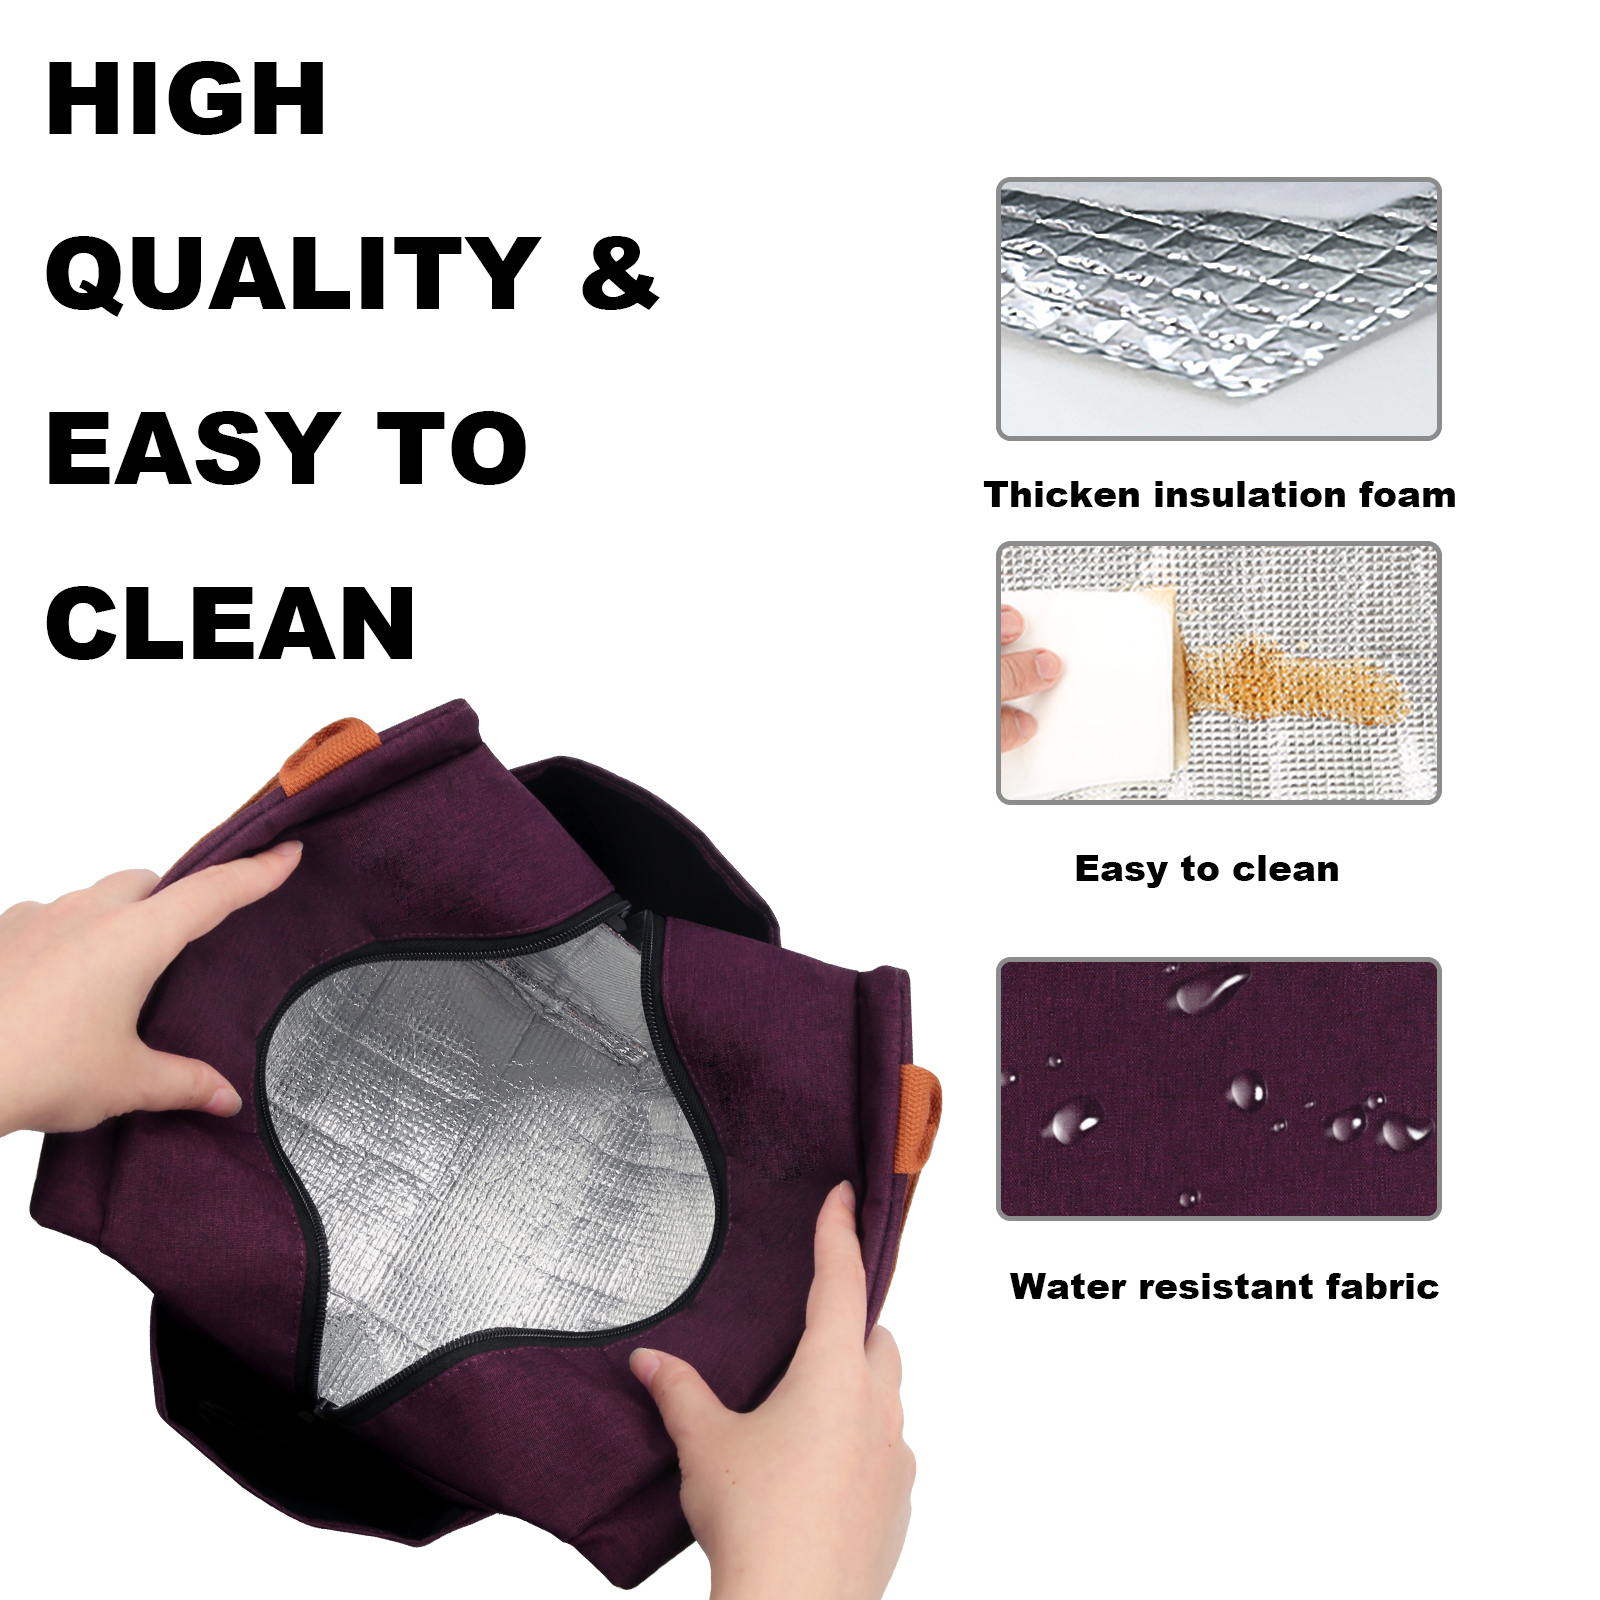 HIGH
QUALITY &
EASY TO
CLEAN
Thicken insulation foam
Easy to clean
Water resistant fabric